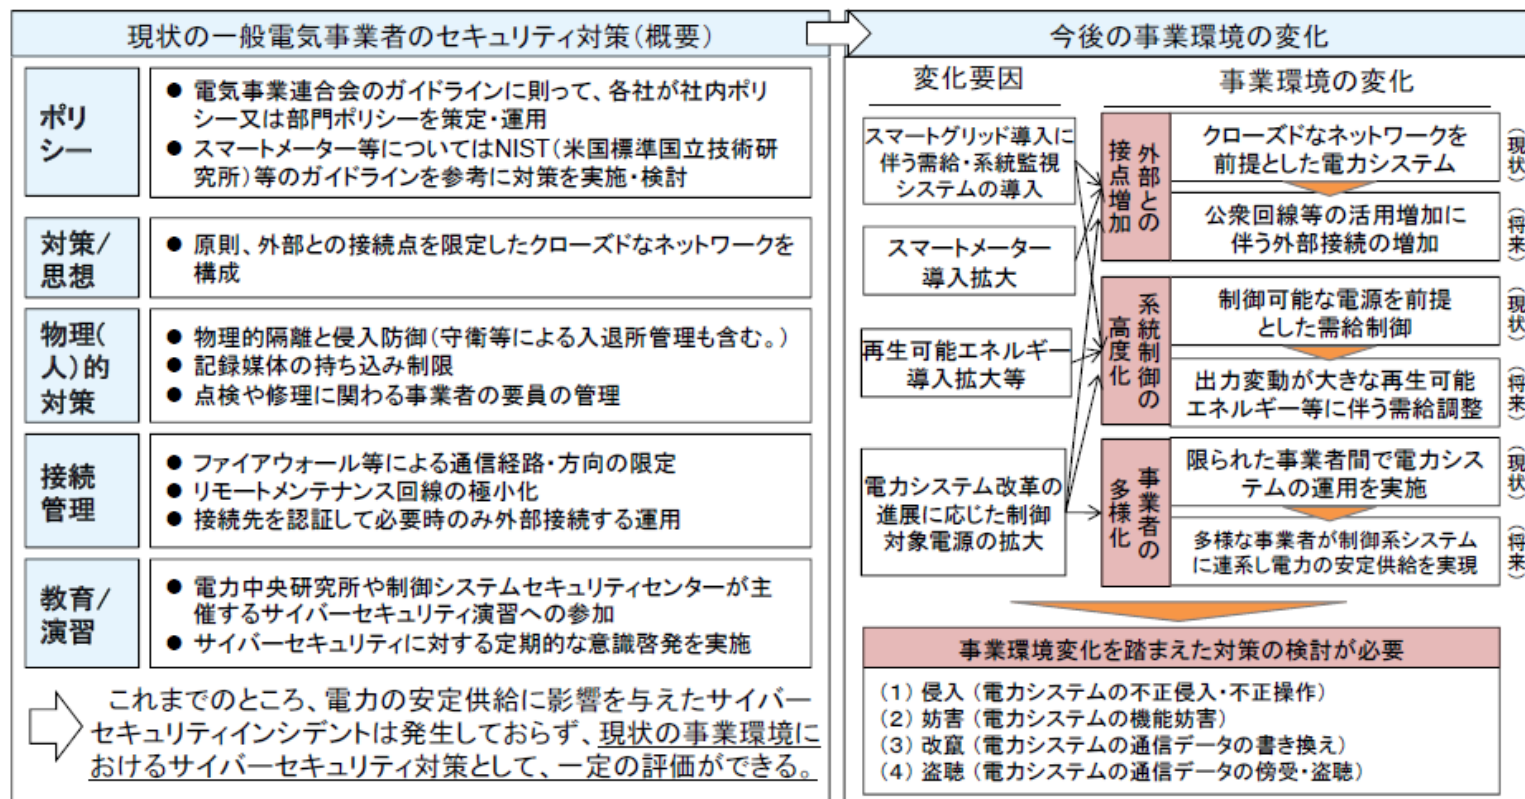 現状の一般電気事業者のセキュリティ対策(概要)
ポリ
シー
● 電気事業連合会のガイドラインに則って、各社が社内ポリ
シー又は部門ポリシーを策定・運用
● スマートメーター等についてはNIST(米国標準国立技術研
究所)等のガイドラインを参考に対策を実施・検討
対策/
思想
● 原則、外部との接続点を限定したクローズドなネットワークを
構成
物理(
人)的
対策
● 物理的隔離と侵入防御(守衛等による入退所管理も含む。)
● 記録媒体の持ち込み制限
● 点検や修理に関わる事業者の要員の管理
接続
管理
● ファイアウォール等による通信経路・方向の限定
● リモートメンテナンス回線の極小化
● 接続先を認証して必要時のみ外部接続する運用
教育/
演習
● 電力中央研究所や制御システムセキュリティセンターが主
催するサイバーセキュリティ演習への参加
● サイバーセキュリティに対する定期的な意識啓発を実施
これまでのところ、電力の安定供給に影響を与えたサイバー
セキュリティインシデントは発生しておらず、現状の事業環境に
おけるサイバーセキュリティ対策として、一定の評価ができる。
今後の事業環境の変化
変化要因
スマートグリッド導入に
伴う需給・系統監視
システムの導入
スマートメーター
導入拡大
再生可能エネルギー
導入拡大等
電力システム改革の
進展に応じた制御
対象電源の拡大
事業環境の変化
外部との
接点増加
クローズドなネットワークを
前提とした電力システム
(現状)
公衆回線等の活用増加に
伴う外部接続の増加
(将来)
系統制御の
高度化
制御可能な電源を前提
とした需給制御
(現状)
出力変動が大きな再生可能
エネルギー等に伴う需給調整
(将来)
事業者の
多様化
限られた事業者間で電力シス
テムの運用を実施
(現状)
多様な事業者が制御系システム
に連系し電力の安定供給を実現
(将来)
事業環境変化を踏まえた対策の検討が必要
(1) 侵入 (電力システムの不正侵入・不正操作)
(2) 妨害 (電力システムの機能妨害)
(3) 改竄 (電力システムの通信データの書き換え)
(4) 盗聴 (電力システムの通信データの傍受・盗聴)